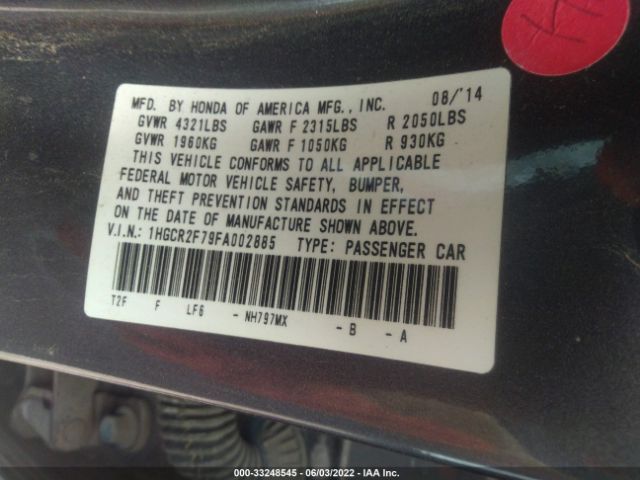 MFD. BY HONDA OF AMERICA MFG., INC. 08/'14
GVWR 4321LBS GAWR F 2315LBS R 2050LBS
GVWR 1960KG GAWR F 1050KG R 930KG
THIS VEHICLE CONFORMS TO ALL APPLICABLE
FEDERAL MOTOR VEHICLE SAFETY, BUMPER,
AND THEFT PREVENTION STANDARDS IN EFFECT
ON THE DATE OF MANUFACTURE SHOWN ABOVE.
V.I.N.: 1HGCR2F79FA002885 TYPE: PASSENGER CAR
T2F F LF6 - NH797MX - B - A
000-33248545 - 06/03/2022 - IAA Inc.